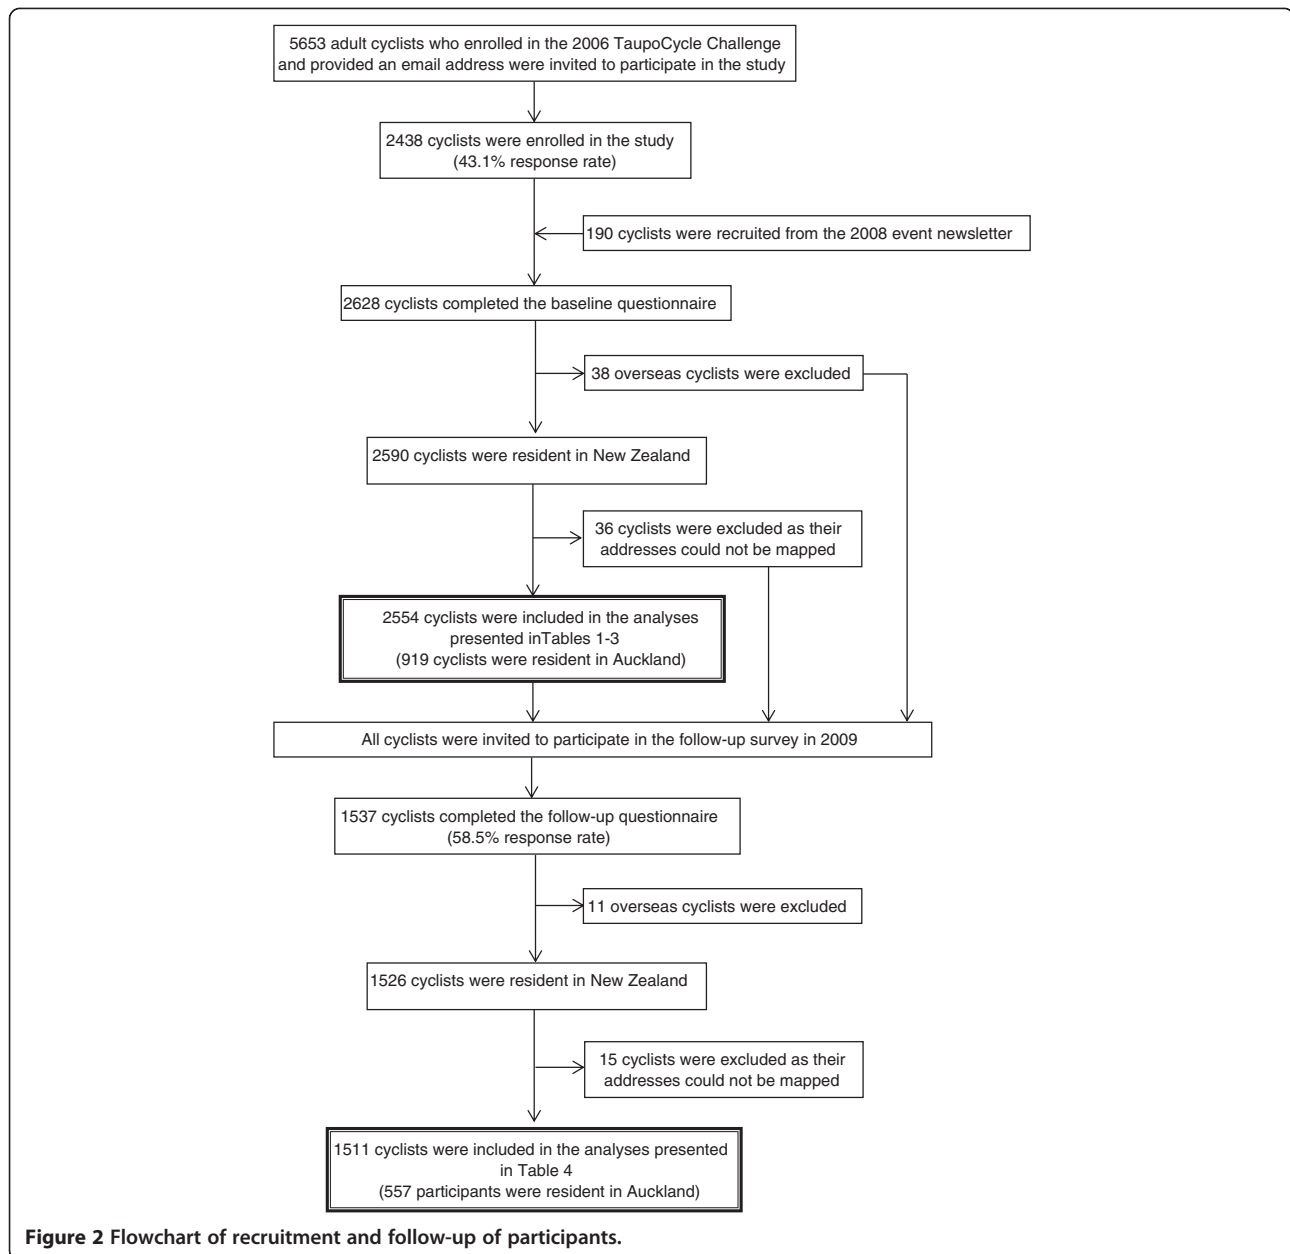 5653 adult cyclists who enrolled in the 2006 TaupoCycle Challenge
and provided an email address were invited to participate in the study
2438 cyclists were enrolled in the study
(43.1% response rate)
190 cyclists were recruited from the 2008 event newsletter
2628 cyclists completed the baseline questionnaire
38 overseas cyclists were excluded
2590 cyclists were resident in New Zealand
36 cyclists were excluded as their
addresses could not be mapped
2554 cyclists were included in the analyses
presented inTables 1-3
(919 cyclists were resident in Auckland)
All cyclists were invited to participate in the follow-up survey in 2009
1537 cyclists completed the follow-up questionnaire
(58.5% response rate)
11 overseas cyclists were excluded
1526 cyclists were resident in New Zealand
15 cyclists were excluded as their
addresses could not be mapped
1511 cyclists were included in the analyses presented
in Table 4
(557 participants were resident in Auckland)
Figure 2 Flowchart of recruitment and follow-up of participants.